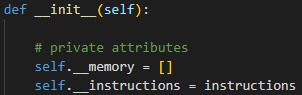 def __init__(self):
# private attributes
self.__memory = []
self.__instructions = instructions